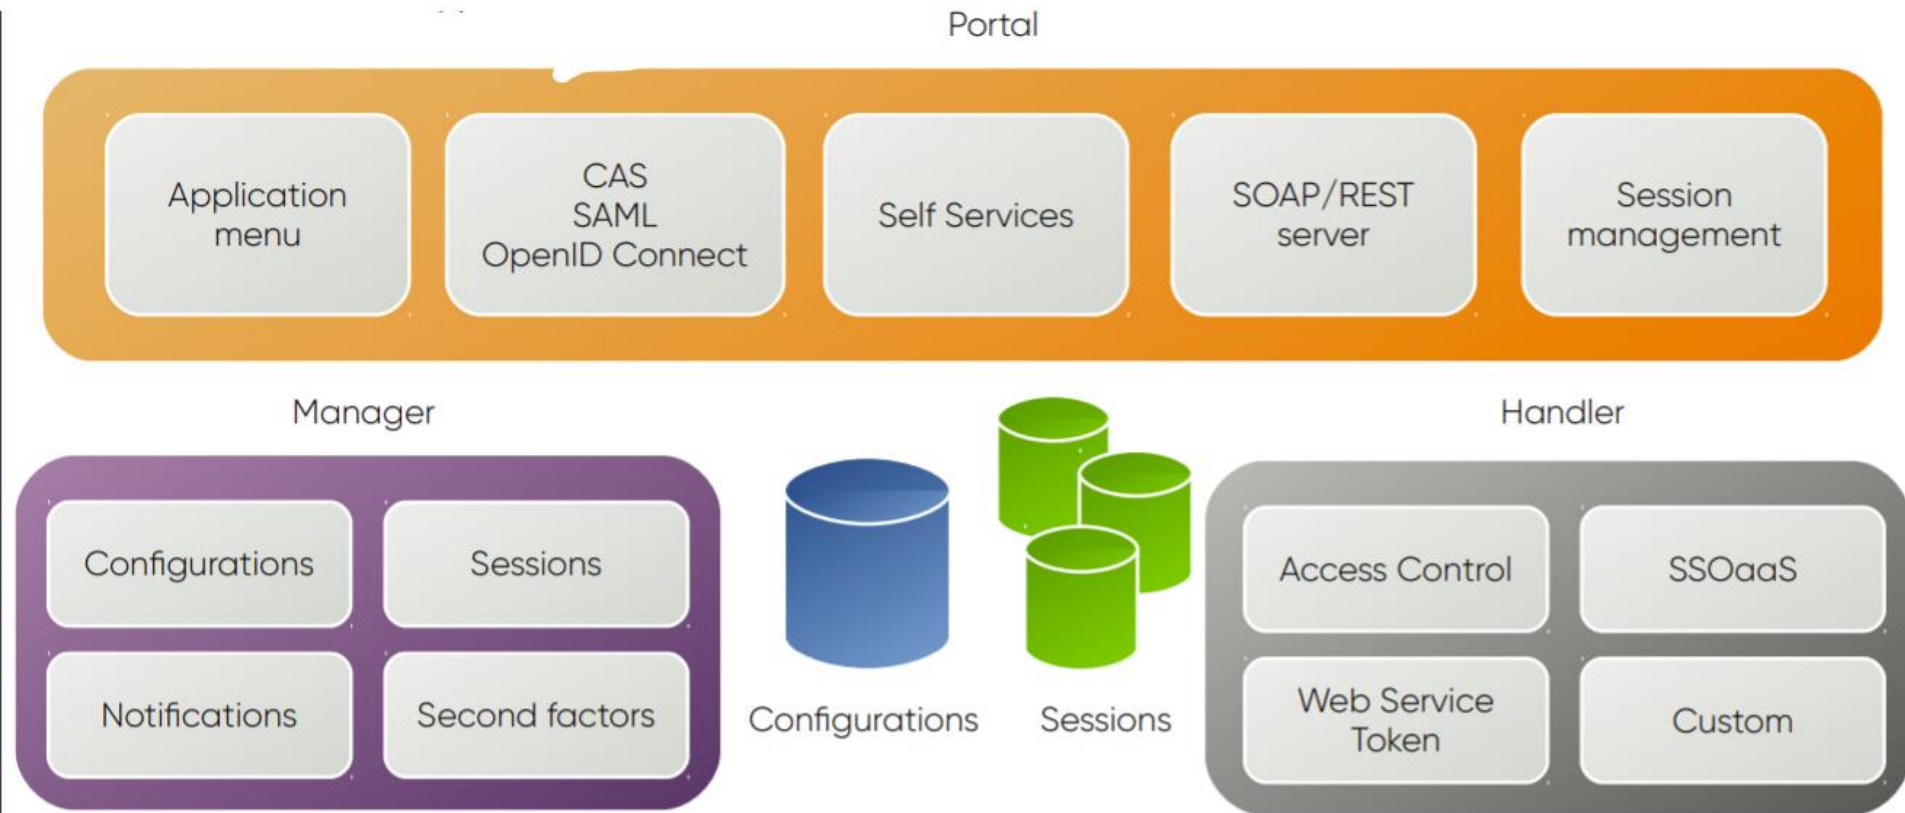 Portal
Application
menu
CAS
SAML
OpenID Connect
Self Services
SOAP/REST
server
Session
management
Manager
Configurations
Sessions
Notifications
Second factors
Configurations
Sessions
Handler
Access Control
SSOaaS
Web Service
Token
Custom